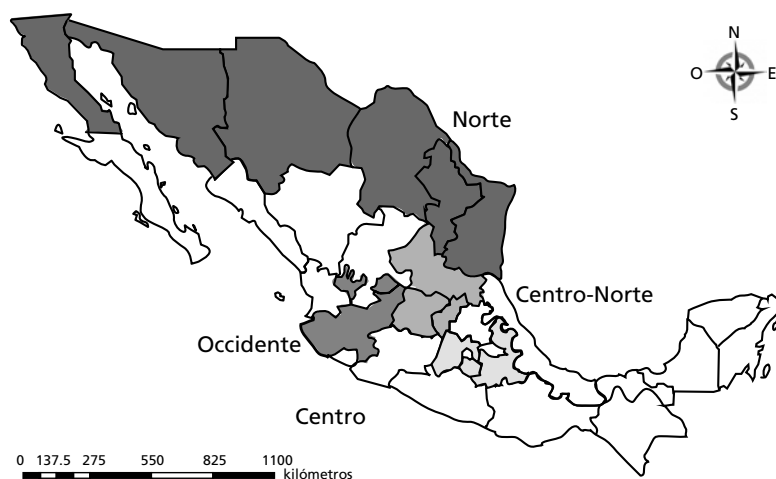 N
O E
S
Norte
Centro-Norte
Occidente
Centro
0 137.5 275 550 825 1100
kilómetros